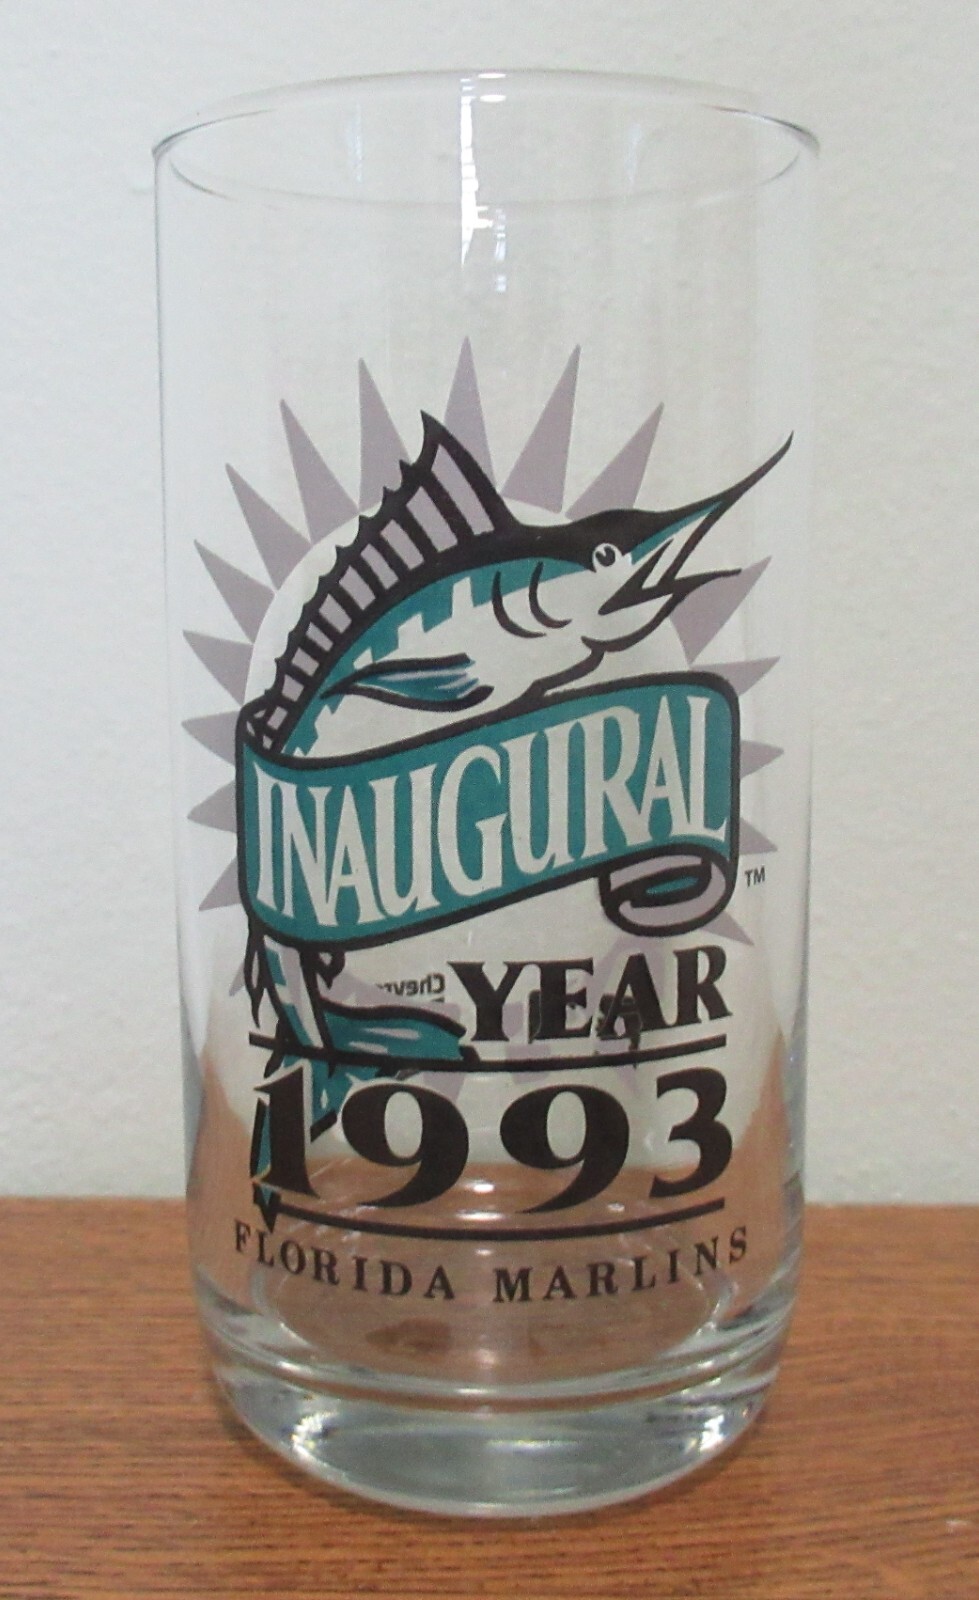 INAUGURAL
TM
YEAR
1993
FLORIDA MARLINS